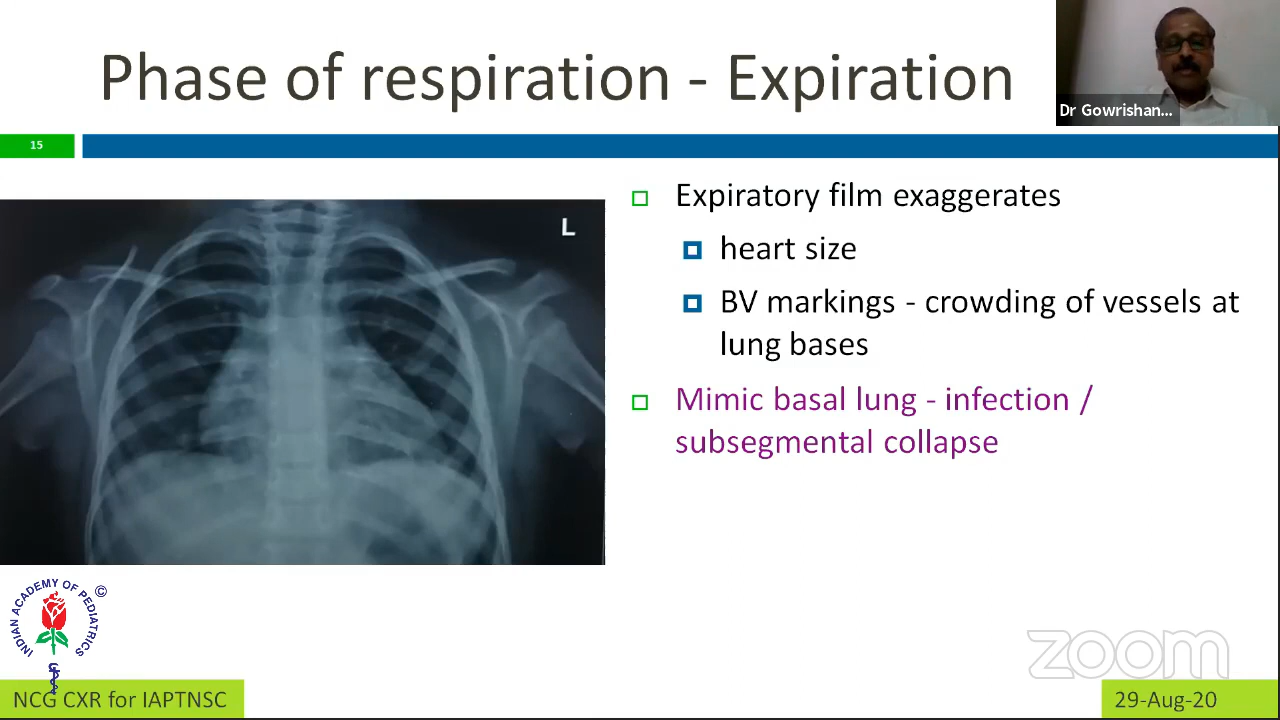 Phase of respiration - Expiration
Dr Gowrishan...
15
L
Expiratory film exaggerates
heart size
BV markings - crowding of vessels at
lung bases
Mimic basal lung - infection /
subsegmental collapse
INDIAN ACADEMY OF PEDIATRICS
©
zoom
NCG CXR for IAPTNSC
29-Aug-20